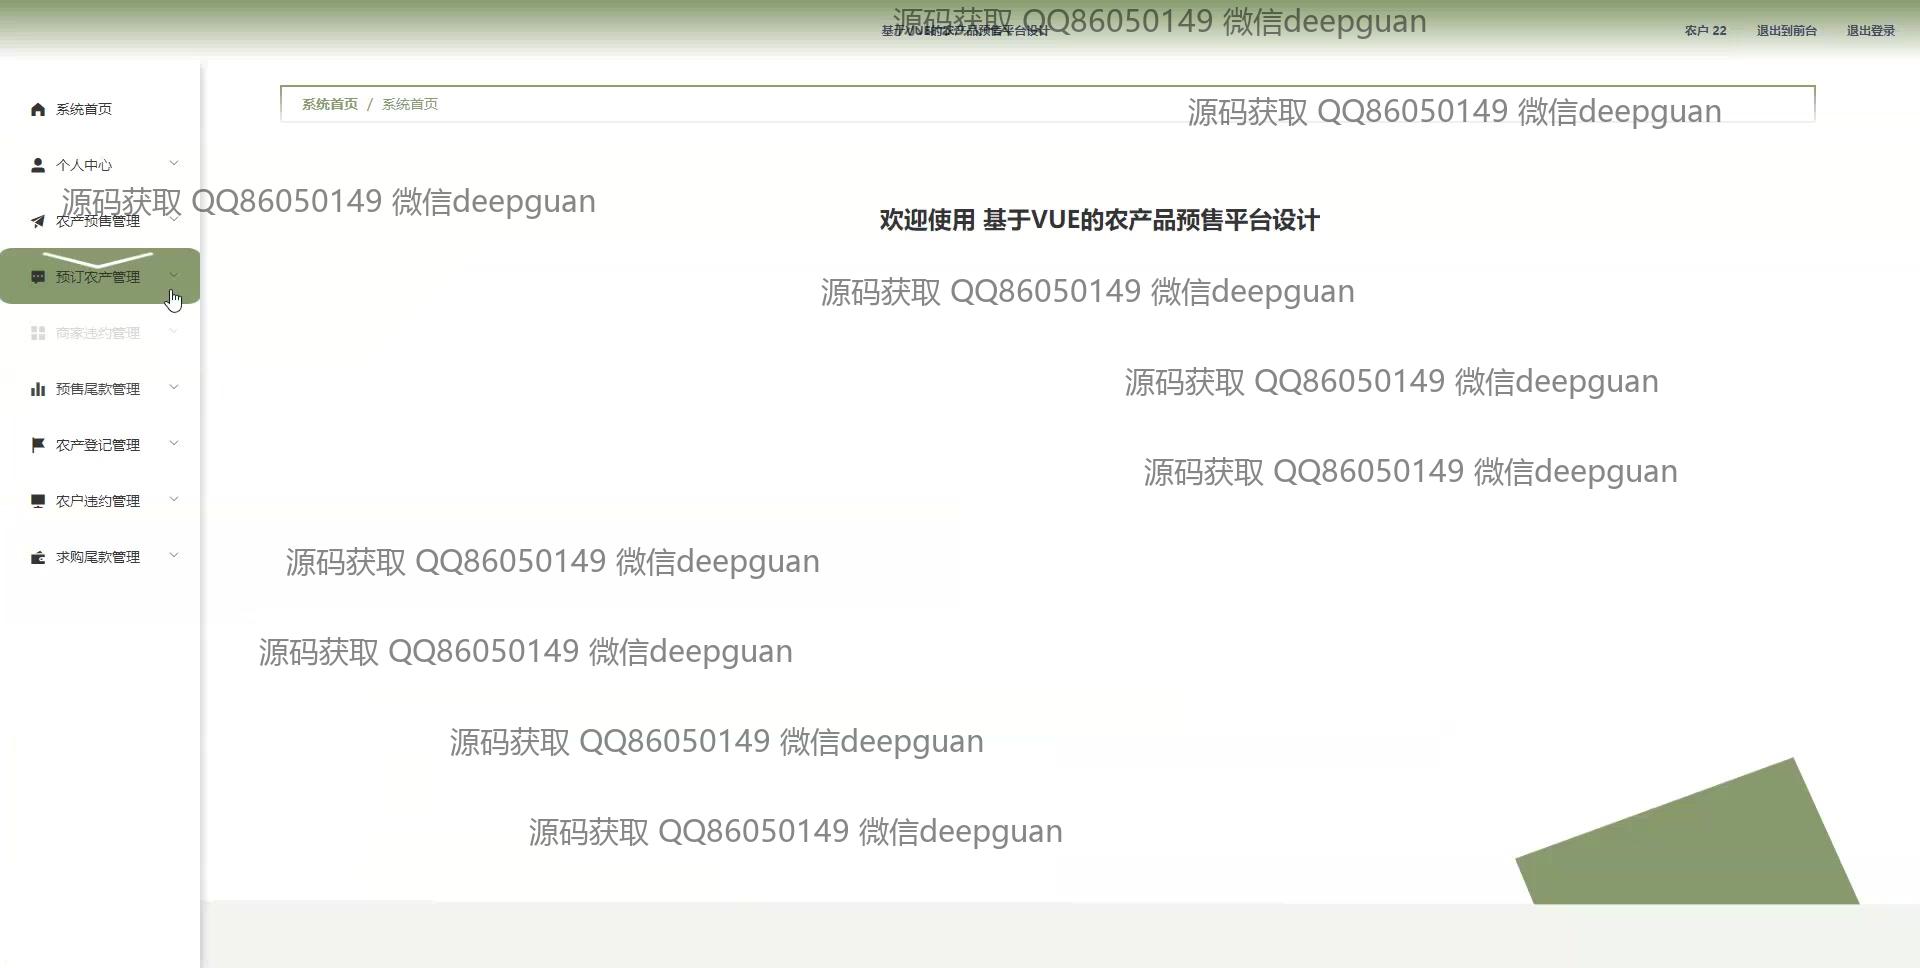 源码获取 QQ86050149 微信deepguan
基于VUE的农产品预售平台设计
农户 22
退出到前台
退出登录
系统首页 / 系统首页
源码获取 QQ86050149 微信deepguan
系统首页
个人中心
源码获取 QQ86050149 微信deepguan
农产预售管理
欢迎使用 基于VUE的农产品预售平台设计
预订农产管理
源码获取 QQ86050149 微信deepguan
商家违约管理
预售尾款管理
源码获取 QQ86050149 微信deepguan
农产登记管理
源码获取 QQ86050149 微信deepguan
农户违约管理
求购尾款管理
源码获取 QQ86050149 微信deepguan
源码获取 QQ86050149 微信deepguan
源码获取 QQ86050149 微信deepguan
源码获取 QQ86050149 微信deepguan